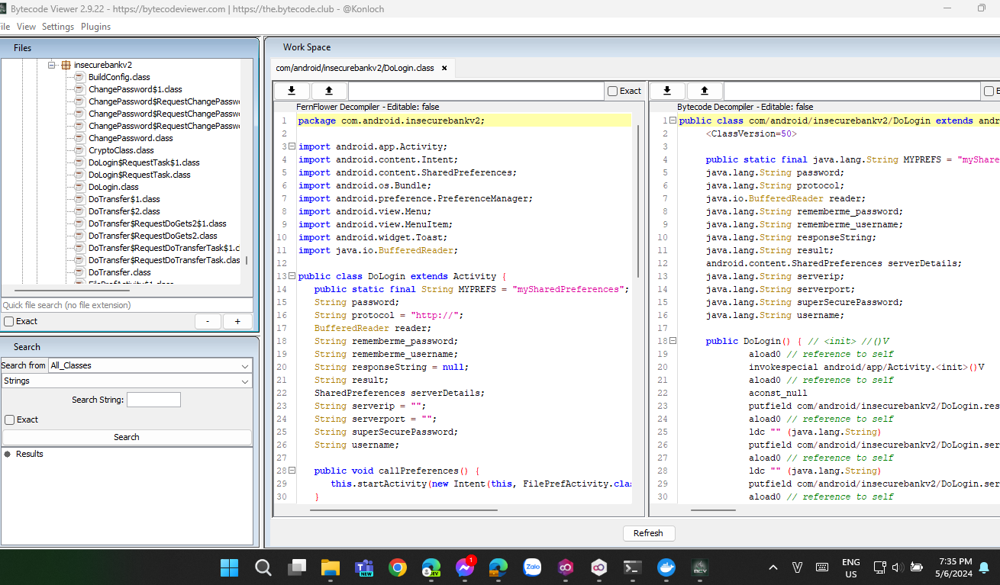 Bytecode Viewer 2.9.22 - https://bytecodeviewer.com | https://the.bytecode.club - @Konloch
File View Settings Plugins
Files
insecurebankv2
BuildConfig.class
ChangePassword$1.class
ChangePassword$RequestChangePassw
ChangePassword$RequestChangePassw
ChangePassword$RequestChangePassw
ChangePassword.class
CryptoClass.class
DoLogin$RequestTask$1.class
DoLogin$RequestTask.class
DoLogin.class
DoTransfer$1.class
DoTransfer$2.class
DoTransfer$RequestDoGets2$1.class
DoTransfer$RequestDoGets2.class
DoTransfer$RequestDoTransferTask$1.c
DoTransfer$RequestDoTransferTask.clas
DoTransfer.class
FilePrefActivity$1.class
Quick file search (no file extension)
Exact
- +
Search
Search from All_Classes
Strings
Search String:
Exact
Search
Results
Work Space
com/android/insecurebankv2/DoLogin.class ×
Exact
FernFlower Decompiler - Editable: false
1 package com.android.insecurebankv2;
2
3 import android.app.Activity;
4 import android.content.Intent;
5 import android.content.SharedPreferences;
6 import android.os.Bundle;
7 import android.preference.PreferenceManager;
8 import android.view.Menu;
9 import android.view.MenuItem;
10 import android.widget.Toast;
11 import java.io.BufferedReader;
12
13 public class DoLogin extends Activity {
14 public static final String MYPREFS = "mySharedPreferences";
15 String password;
16 String protocol = "http://";
17 BufferedReader reader;
18 String rememberme_password;
19 String rememberme_username;
20 String responseString = null;
21 String result;
22 SharedPreferences serverDetails;
23 String serverip = "";
24 String serverport = "";
25 String superSecurePassword;
26 String username;
27
28 public void callPreferences() {
29 this.startActivity(new Intent(this, FilePrefActivity.clas
30 }
E
Bytecode Decompiler - Editable: false
1 public class com/android/insecurebankv2/DoLogin extends andr
2 <ClassVersion=50>
3
4 public static final java.lang.String MYPREFS = "myShare
5 java.lang.String password;
6 java.lang.String protocol;
7 java.io.BufferedReader reader;
8 java.lang.String rememberme_password;
9 java.lang.String rememberme_username;
10 java.lang.String responseString;
11 java.lang.String result;
12 android.content.SharedPreferences serverDetails;
13 java.lang.String serverip;
14 java.lang.String serverport;
15 java.lang.String superSecurePassword;
16 java.lang.String username;
17
18 public DoLogin() { // <init> //()V
19 aload0 // reference to self
20 invokespecial android/app/Activity.<init>()V
21 aload0 // reference to self
22 aconst_null
23 putfield com/android/insecurebankv2/DoLogin.res
24 aload0 // reference to self
25 ldc "" (java.lang.String)
26 putfield com/android/insecurebankv2/DoLogin.ser
27 aload0 // reference to self
28 ldc "" (java.lang.String)
29 putfield com/android/insecurebankv2/DoLogin.ser
30 aload0 // reference to self
Refresh
NEW
DEV
1
Zalo
BCV
ENG
US
7:35 PM
5/6/2024